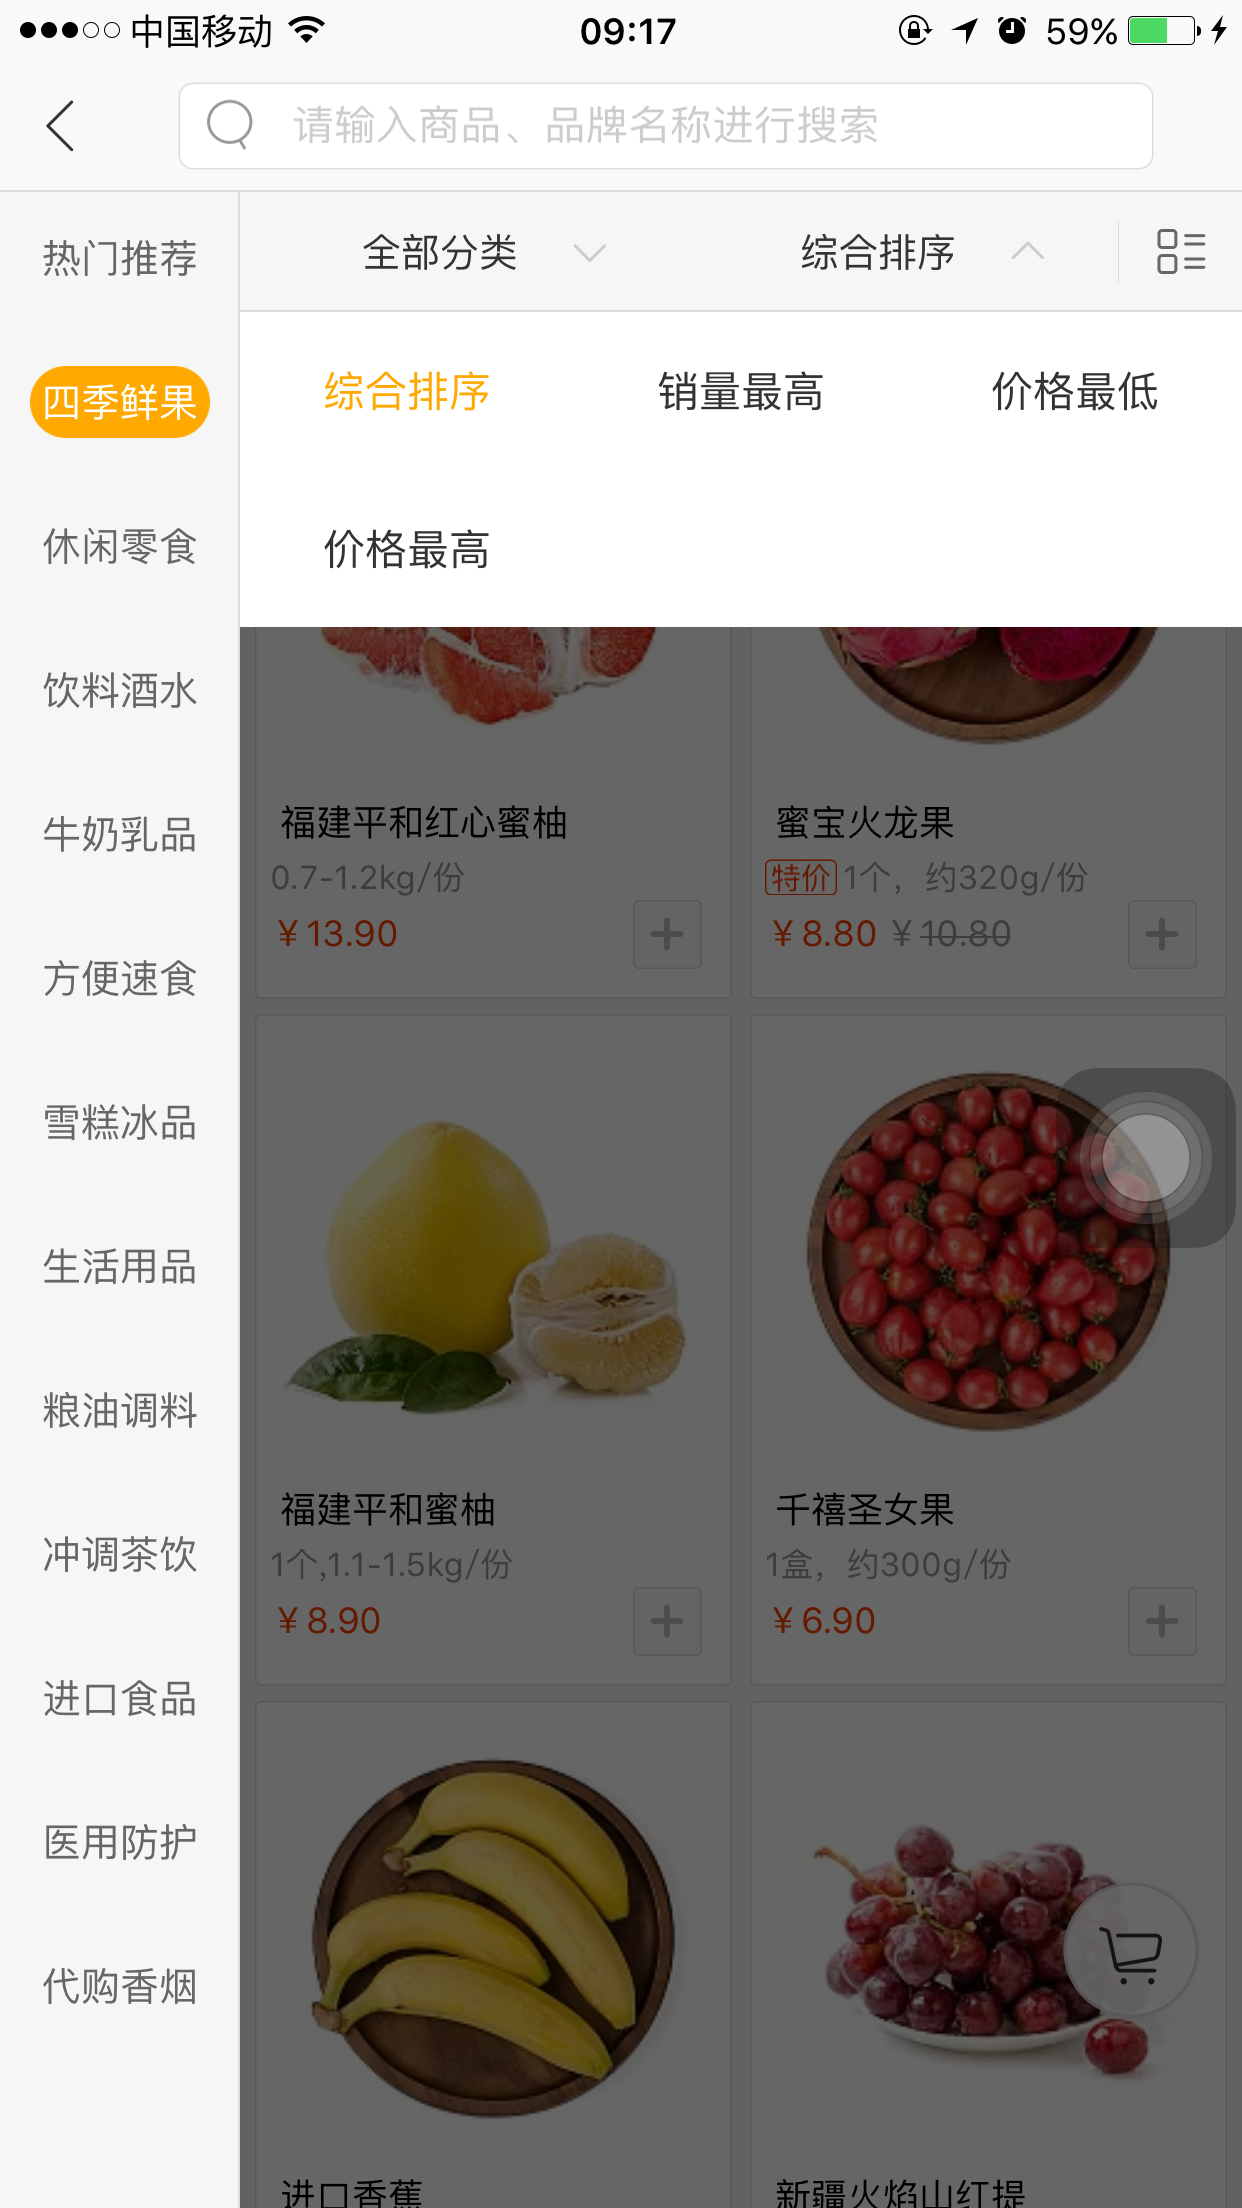 中国移动 09:17 59%
请输入商品、品牌名称进行搜索
热门推荐
四季鲜果
休闲零食
饮料酒水
牛奶乳品
方便速食
雪糕冰品
生活用品
粮油调料
冲调茶饮
进口食品
医用防护
代购香烟
全部分类 综合排序
综合排序 销量最高 价格最低
价格最高
福建平和红心蜜柚
0.7-1.2kg/份
¥13.90
蜜宝火龙果
特价 1个，约320g/份
¥8.80 ¥10.80
福建平和蜜柚
1个,1.1-1.5kg/份
¥8.90
千禧圣女果
1盒，约300g/份
¥6.90
进口香蕉
新疆火焰山红提